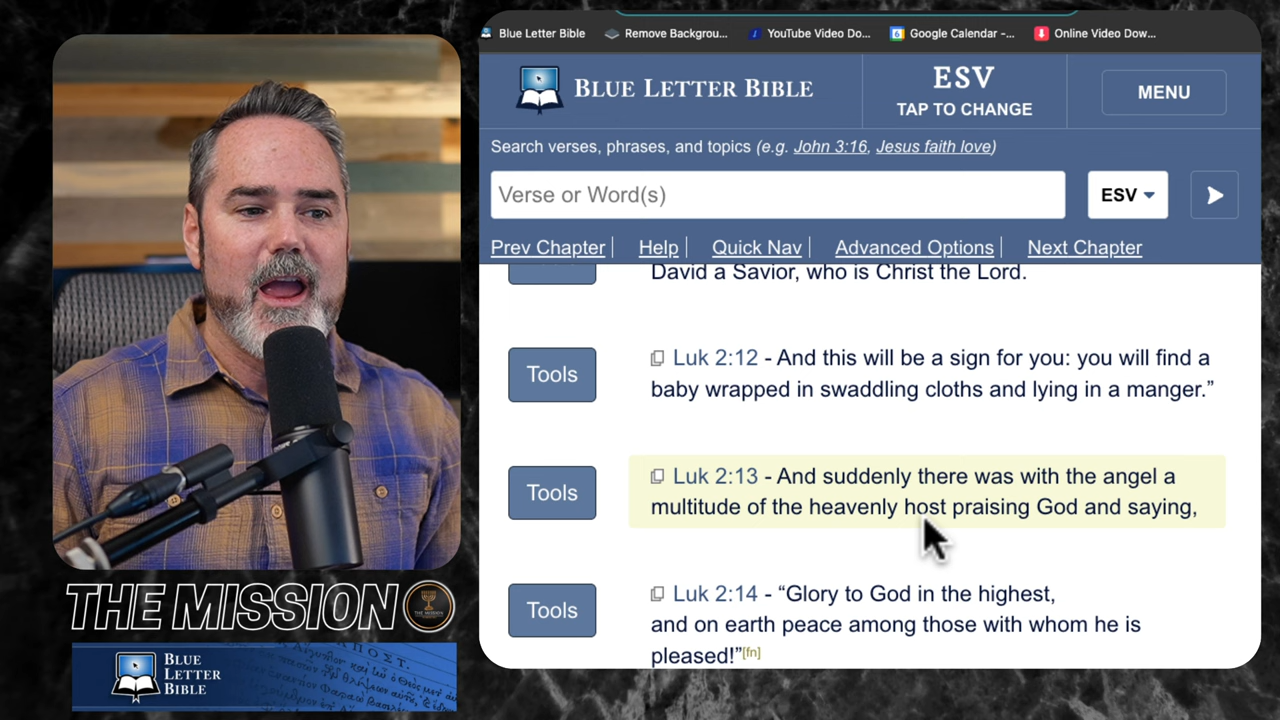 Blue Letter Bible
Remove Backgrou...
YouTube Video Do...
Google Calendar –...
Online Video Dow...
BLUE LETTER BIBLE
ESV
TAP TO CHANGE
MENU
Search verses, phrases, and topics (e.g. John 3:16, Jesus faith love)
Verse or Word(s)
ESV
Prev Chapter
Help
Quick Nav
Advanced Options
Next Chapter
David a Savior, who is Christ the Lord.
Tools
Luk 2:12 - And this will be a sign for you: you will find a
baby wrapped in swaddling cloths and lying in a manger.”
Tools
Luk 2:13 - And suddenly there was with the angel a
multitude of the heavenly host praising God and saying,
Tools
Luk 2:14 - “Glory to God in the highest,
and on earth peace among those with whom he is
pleased!”[fn]
THE MISSION
THE MISSION
BLUE
LETTER
BIBLE
ΑΠΟΣΤ.